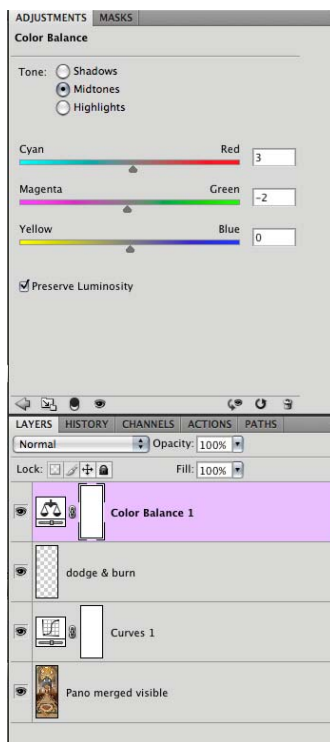 ADJUSTMENTS MASKS
Color Balance
Tone: Shadows
Midtones
Highlights
Cyan Red 3
Magenta Green -2
Yellow Blue 0
Preserve Luminosity
LAYERS HISTORY CHANNELS ACTIONS PATHS
Normal Opacity: 100%
Lock: Fill: 100%
Color Balance 1
dodge & burn
Curves 1
Pano merged visible